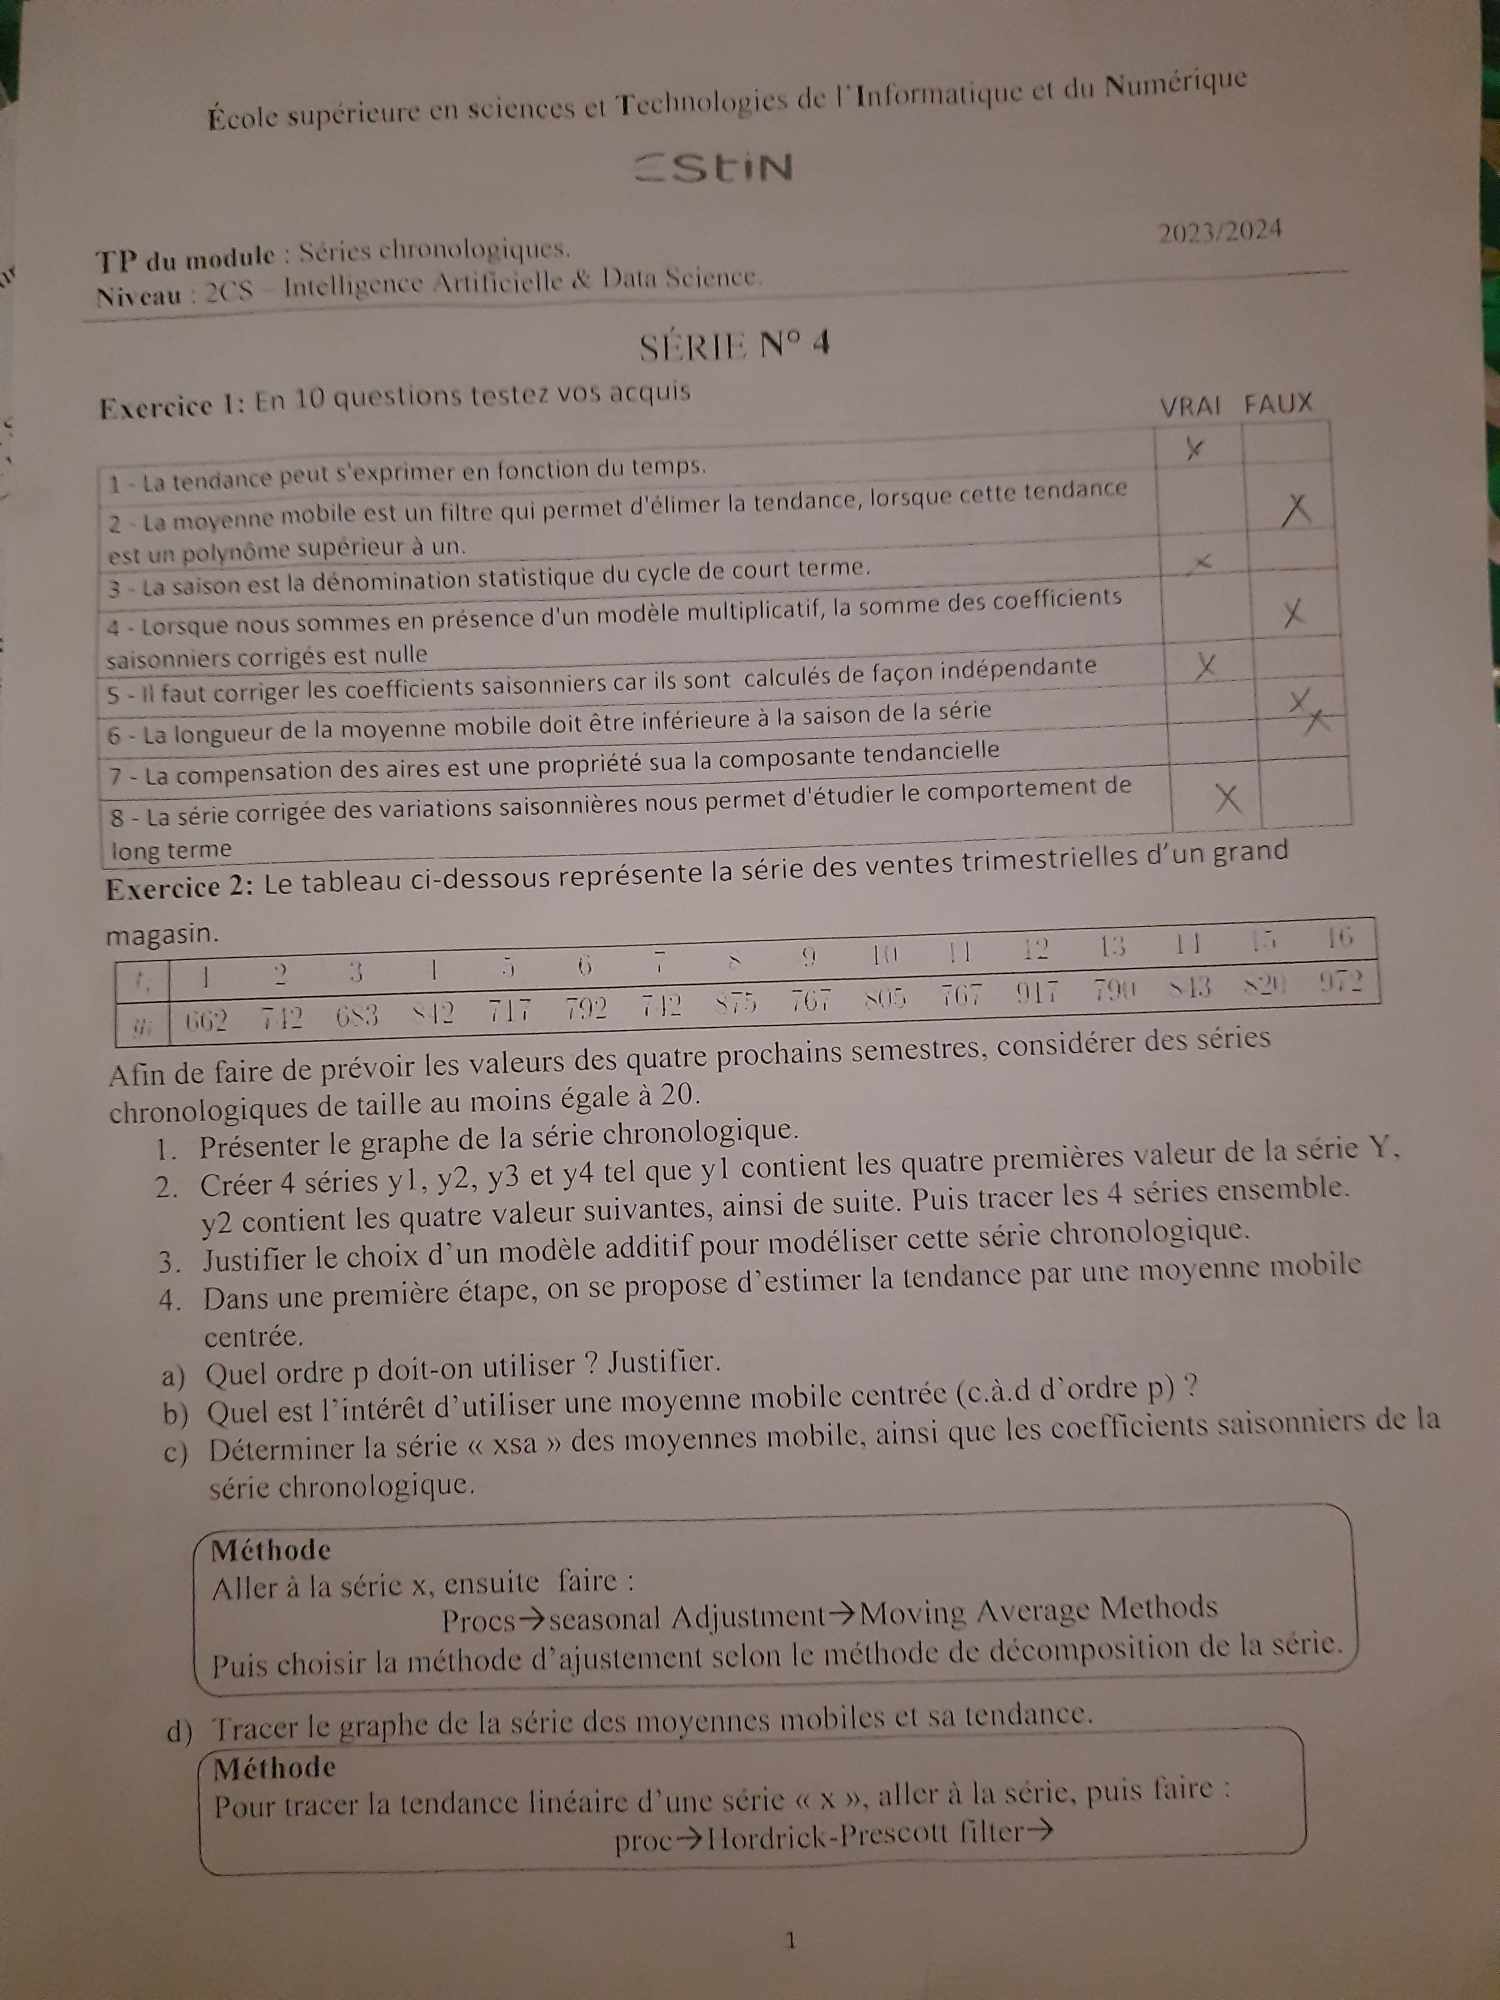 École supérieure en sciences et Technologies de l'Informatique et du Numérique
ESTIN
2023/2024
TP du module : Séries chronologiques.
Niveau : 2CS – Intelligence Artificielle & Data Science.
SÉRIE N° 4
Exercice 1: En 10 questions testez vos acquis
VRAI FAUX
1 - La tendance peut s'exprimer en fonction du temps. X
2 - La moyenne mobile est un filtre qui permet d'élimer la tendance, lorsque cette tendance
est un polynôme supérieur à un. X
3 - La saison est la dénomination statistique du cycle de court terme. X
4 - Lorsque nous sommes en présence d'un modèle multiplicatif, la somme des coefficients
saisonniers corrigés est nulle X
5 - Il faut corriger les coefficients saisonniers car ils sont calculés de façon indépendante X
6 - La longueur de la moyenne mobile doit être inférieure à la saison de la série X
7 - La compensation des aires est une propriété sua la composante tendancielle X
8 - La série corrigée des variations saisonnières nous permet d'étudier le comportement de
long terme X
Exercice 2: Le tableau ci-dessous représente la série des ventes trimestrielles d'un grand
magasin.
tᵢ 1 2 3 4 5 6 7 8 9 10 11 12 13 14 15 16
yᵢ 662 742 683 842 717 792 742 875 767 805 767 917 790 843 820 972
Afin de faire de prévoir les valeurs des quatre prochains semestres, considérer des séries
chronologiques de taille au moins égale à 20.
1. Présenter le graphe de la série chronologique.
2. Créer 4 séries y1, y2, y3 et y4 tel que y1 contient les quatre premières valeur de la série Y,
y2 contient les quatre valeur suivantes, ainsi de suite. Puis tracer les 4 séries ensemble.
3. Justifier le choix d'un modèle additif pour modéliser cette série chronologique.
4. Dans une première étape, on se propose d'estimer la tendance par une moyenne mobile
centrée.
a) Quel ordre p doit-on utiliser ? Justifier.
b) Quel est l'intérêt d'utiliser une moyenne mobile centrée (c.à.d d'ordre p) ?
c) Déterminer la série « xsa » des moyennes mobile, ainsi que les coefficients saisonniers de la
série chronologique.
Méthode
Aller à la série x, ensuite faire :
Procs→seasonal Adjustment→Moving Average Methods
Puis choisir la méthode d'ajustement selon le méthode de décomposition de la série.
d) Tracer le graphe de la série des moyennes mobiles et sa tendance.
Méthode
Pour tracer la tendance linéaire d'une série « x », aller à la série, puis faire :
proc→Hordrick-Prescott filter→
1